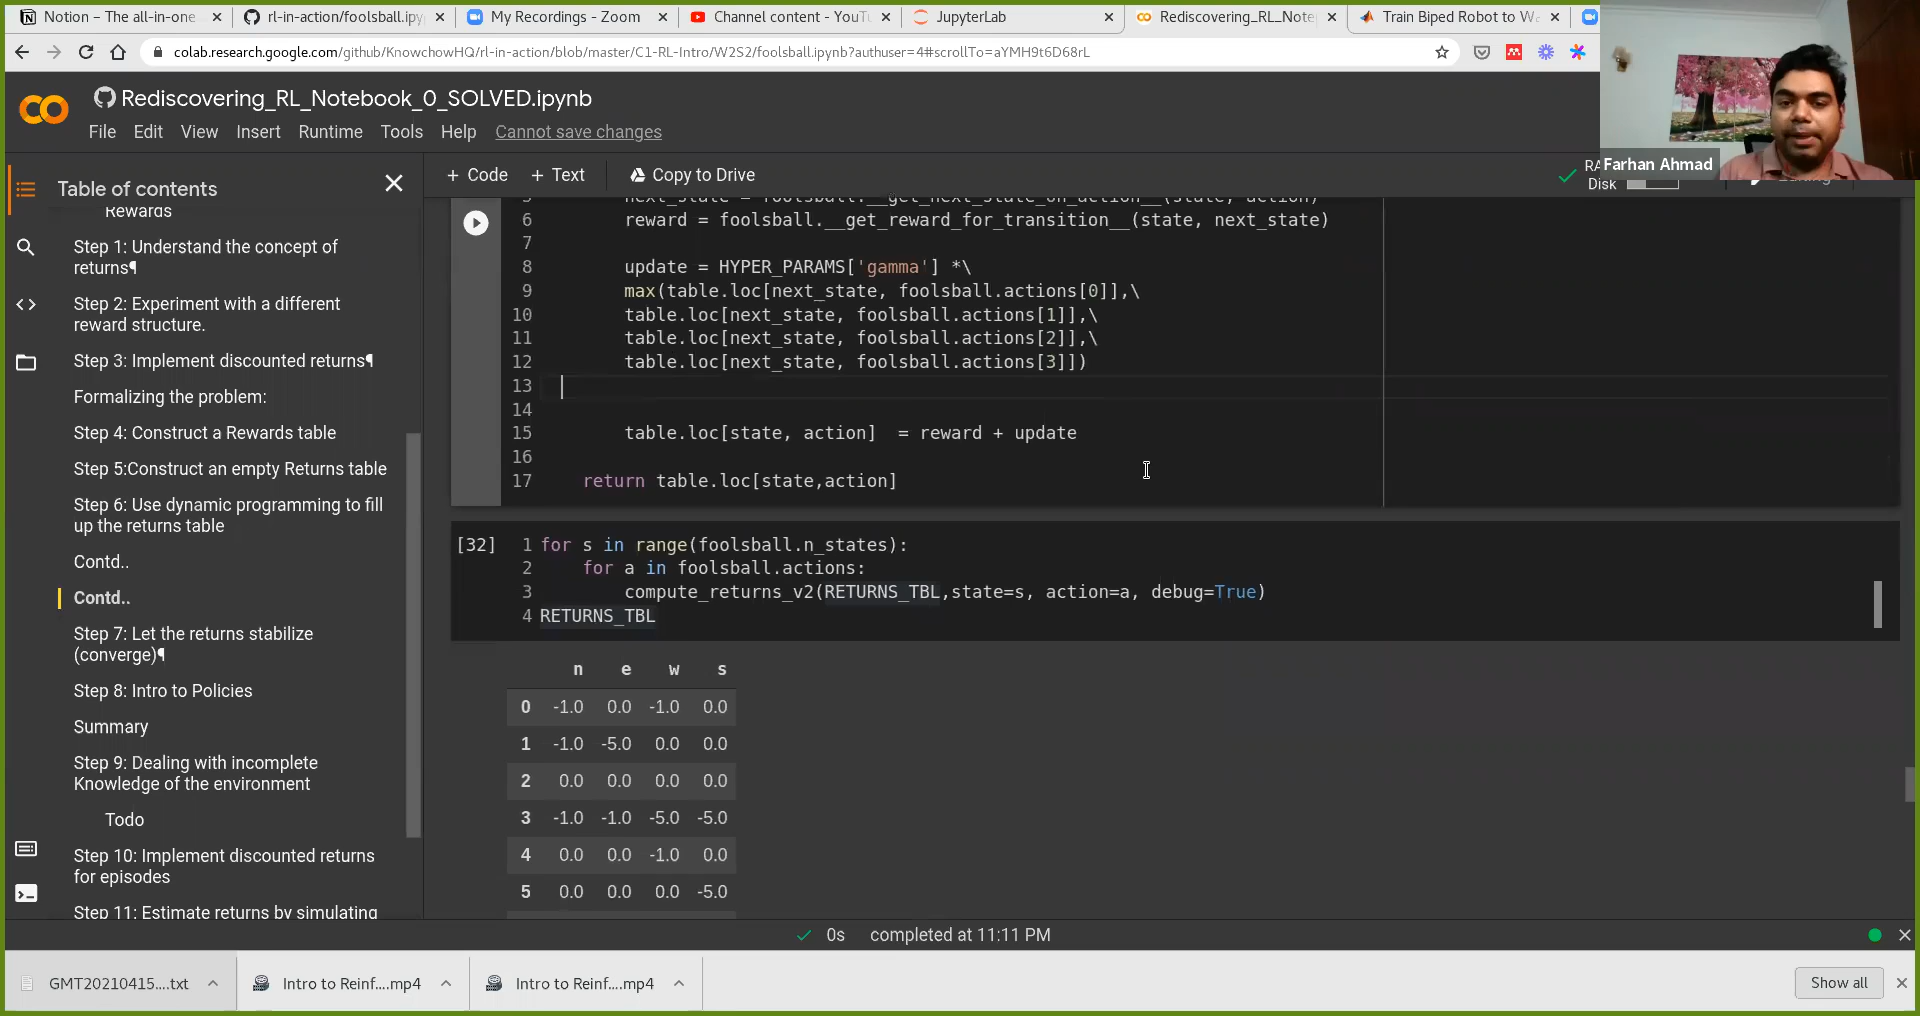 Notion – The all-in-one
rl-in-action/foolsball.ipy
My Recordings - Zoom
Channel content - YouT
JupyterLab
Rediscovering_RL_Note
Train Biped Robot to W
colab.research.google.com/github/KnowchowHQ/rl-in-action/blob/master/C1-RL-Intro/W2S2/foolsball.ipynb?authuser=4#scrollTo=aYMH9t6D68rL
Rediscovering_RL_Notebook_0_SOLVED.ipynb
File Edit View Insert Runtime Tools Help Cannot save changes
Farhan Ahmad
+ Code + Text Copy to Drive
RA
Disk
Table of contents
Rewards
Step 1: Understand the concept of
returns¶
Step 2: Experiment with a different
reward structure.
Step 3: Implement discounted returns¶
Formalizing the problem:
Step 4: Construct a Rewards table
Step 5:Construct an empty Returns table
Step 6: Use dynamic programming to fill
up the returns table
Contd..
Contd..
Step 7: Let the returns stabilize
(converge)¶
Step 8: Intro to Policies
Summary
Step 9: Dealing with incomplete
Knowledge of the environment
Todo
Step 10: Implement discounted returns
for episodes
Step 11: Estimate returns by simulating
5 next_state = foolsball.__get_next_state_on_action__(state, action)
6 reward = foolsball.__get_reward_for_transition__(state, next_state)
7
8 update = HYPER_PARAMS['gamma'] *\
9 max(table.loc[next_state, foolsball.actions[0]],\
10 table.loc[next_state, foolsball.actions[1]],\
11 table.loc[next_state, foolsball.actions[2]],\
12 table.loc[next_state, foolsball.actions[3]])
13
14
15 table.loc[state, action]  = reward + update
16
17 return table.loc[state,action]
[32] 1 for s in range(foolsball.n_states):
2 for a in foolsball.actions:
3 compute_returns_v2(RETURNS_TBL,state=s, action=a, debug=True)
4 RETURNS_TBL
n e w s
0 -1.0 0.0 -1.0 0.0
1 -1.0 -5.0 0.0 0.0
2 0.0 0.0 0.0 0.0
3 -1.0 -1.0 -5.0 -5.0
4 0.0 0.0 -1.0 0.0
5 0.0 0.0 0.0 -5.0
0s completed at 11:11 PM
GMT20210415....txt
Intro to Reinf....mp4
Intro to Reinf....mp4
Show all